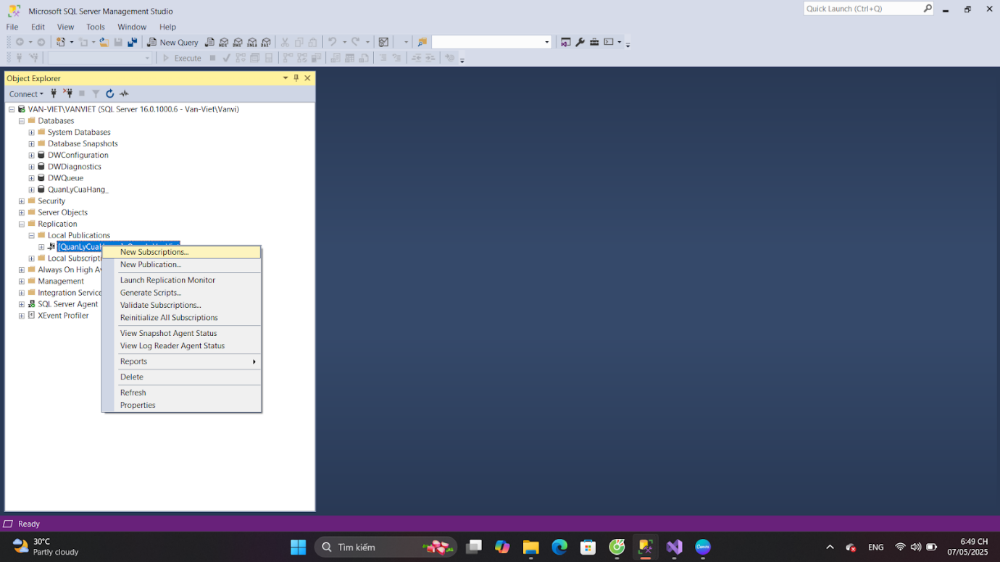 Microsoft SQL Server Management Studio
Quick Launch (Ctrl+Q)
File Edit View Tools Window Help
New Query
Execute
Object Explorer
Connect
VAN-VIET\VANVIET (SQL Server 16.0.1000.6 - Van-Viet\Vanvi)
Databases
System Databases
Database Snapshots
DWConfiguration
DWDiagnostics
DWQueue
QuanLyCuaHang_
Security
Server Objects
Replication
Local Publications
[QuanLyCuaH
Local Subscripti
Always On High Av
Management
Integration Service
SQL Server Agent
XEvent Profiler
New Subscriptions...
New Publication...
Launch Replication Monitor
Generate Scripts...
Validate Subscriptions...
Reinitialize All Subscriptions
View Snapshot Agent Status
View Log Reader Agent Status
Reports
Delete
Refresh
Properties
Ready
30°C
Partly cloudy
Tìm kiếm
ENG
6:49 CH
07/05/2025